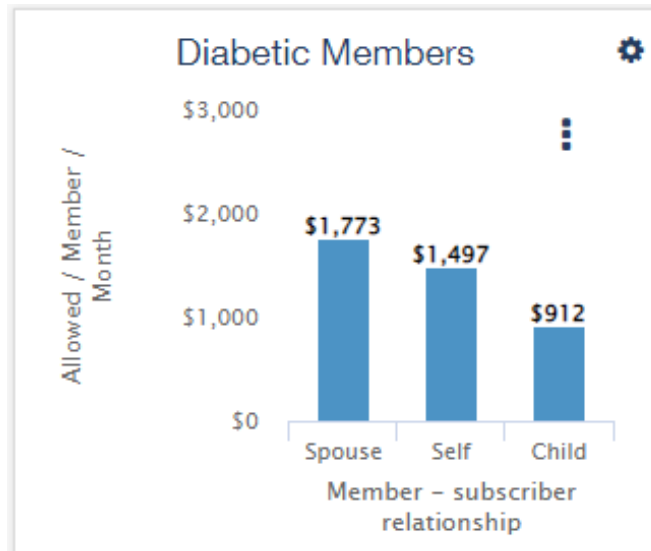 Diabetic Members
$3,000
$2,000
$1,000
$0
Allowed / Member /
Month
$1,773
$1,497
$912
Spouse Self Child
Member – subscriber
relationship